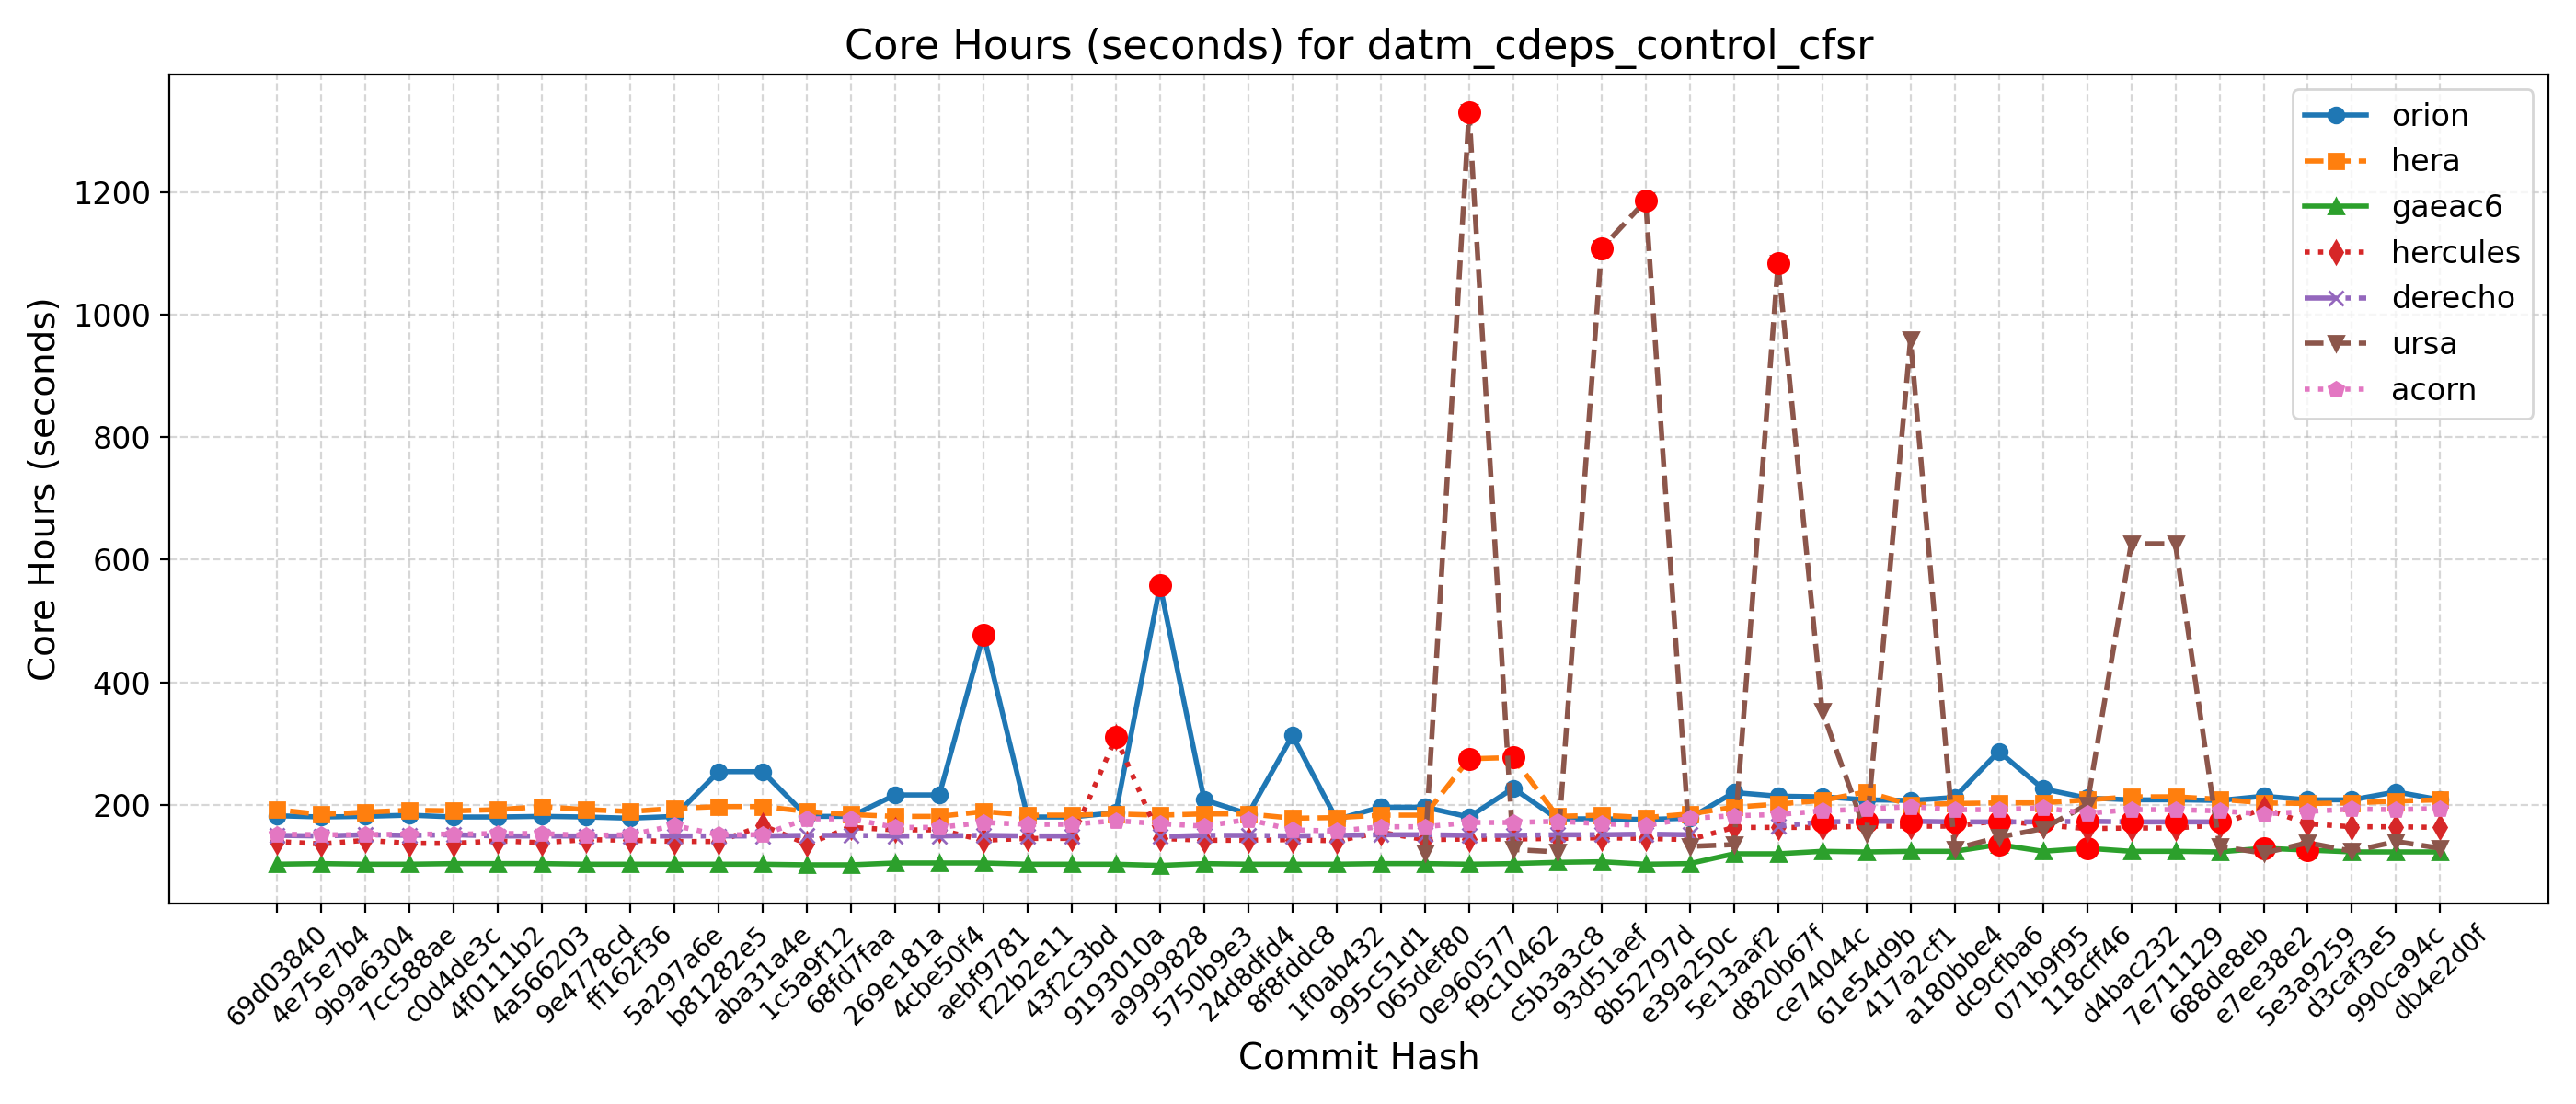 Core Hours (seconds) for datm_cdeps_control_cfsr
Core Hours (seconds)
1200
1000
800
600
400
200
orion
hera
gaeac6
hercules
derecho
ursa
acorn
69d03840
4e75e7b4
9b9a6304
7cc588ae
c0d4de3c
4f0111b2
4a566203
9e4778cd
ff162f36
5a297a6e
b81282e5
aba31a4e
1c5a9f12
68fd7faa
269e181a
4cbe50f4
aebf9781
f22b2e11
43f2c3bd
9193010a
a9999828
5750b9e3
24d8dfd4
8f8fddc8
1f0ab432
995c51d1
065def80
0e960577
f9c10462
c5b3a3c8
93d51aef
8b52797d
e39a250c
5e13aaf2
d820b67f
ce74044c
61e54d9b
417a2cf1
a180bbe4
dc9cfba6
071b9f95
118cff46
d4bac232
7e711129
688de8eb
e7ee38e2
5e3a9259
d3caf3e5
990ca94c
db4e2d0f
Commit Hash